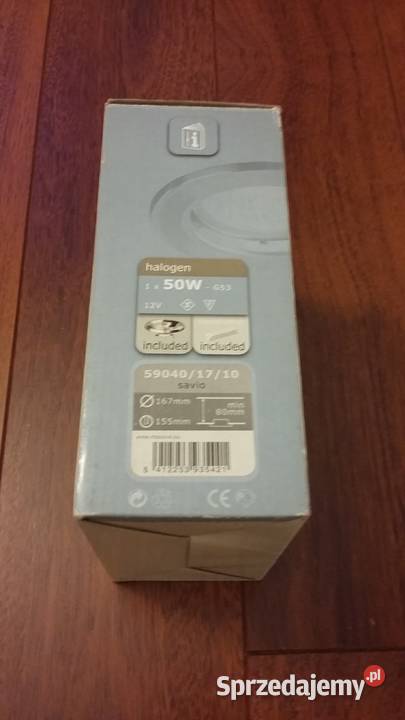 i
halogen
1 x 50W - G53
12V
included included
59040/17/10
savio
167mm min
80mm
155mm
5 412253 935421
CE
Sprzedajemy.pl